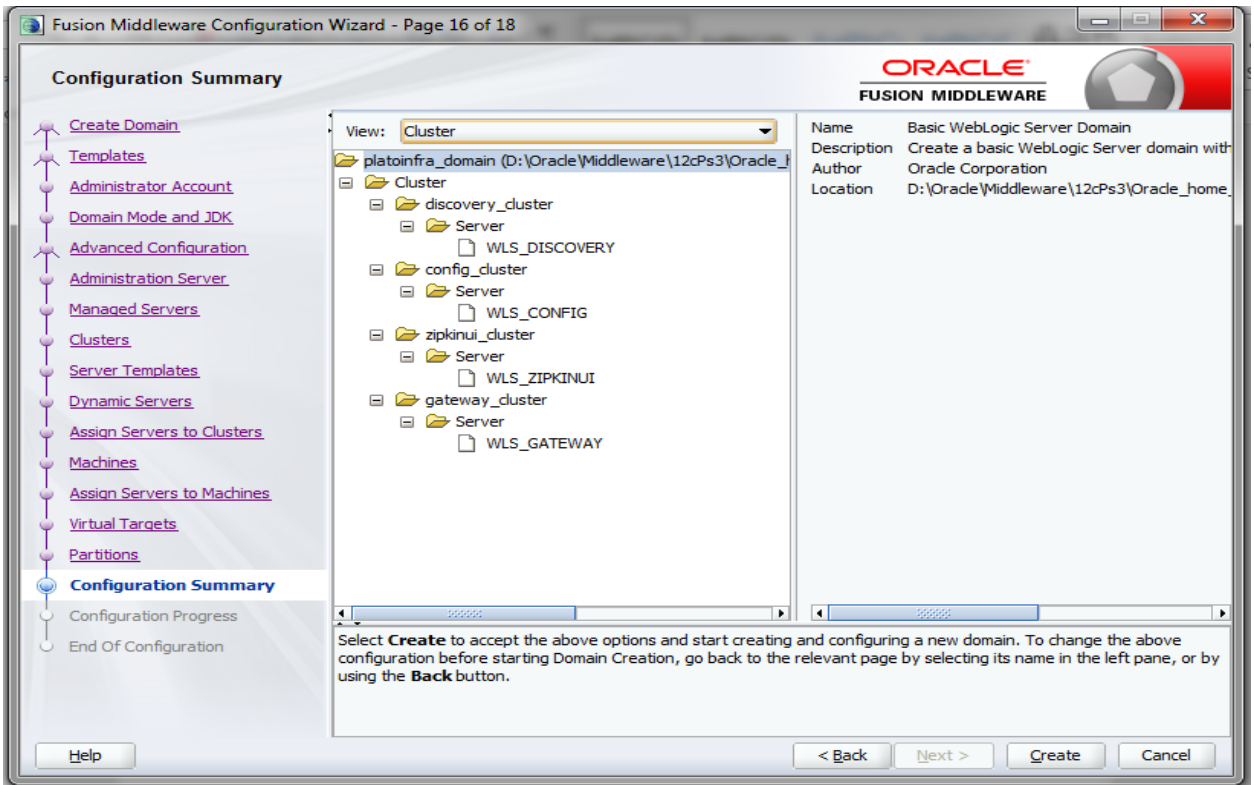 Fusion Middleware Configuration Wizard - Page 16 of 18
Configuration Summary
ORACLE
FUSION MIDDLEWARE
Create Domain
Templates
Administrator Account
Domain Mode and JDK
Advanced Configuration
Administration Server
Managed Servers
Clusters
Server Templates
Dynamic Servers
Assign Servers to Clusters
Machines
Assign Servers to Machines
Virtual Targets
Partitions
Configuration Summary
Configuration Progress
End Of Configuration
View: Cluster
platoinfra_domain (D:\Oracle\Middleware\12cPs3\Oracle_h
Cluster
discovery_cluster
Server
WLS_DISCOVERY
config_cluster
Server
WLS_CONFIG
zipkinui_cluster
Server
WLS_ZIPKINUI
gateway_cluster
Server
WLS_GATEWAY
Name Basic WebLogic Server Domain
Description Create a basic WebLogic Server domain with
Author Oracle Corporation
Location D:\Oracle\Middleware\12cPs3\Oracle_home_
Select Create to accept the above options and start creating and configuring a new domain. To change the above
configuration before starting Domain Creation, go back to the relevant page by selecting its name in the left pane, or by
using the Back button.
Help
< Back
Next >
Create
Cancel